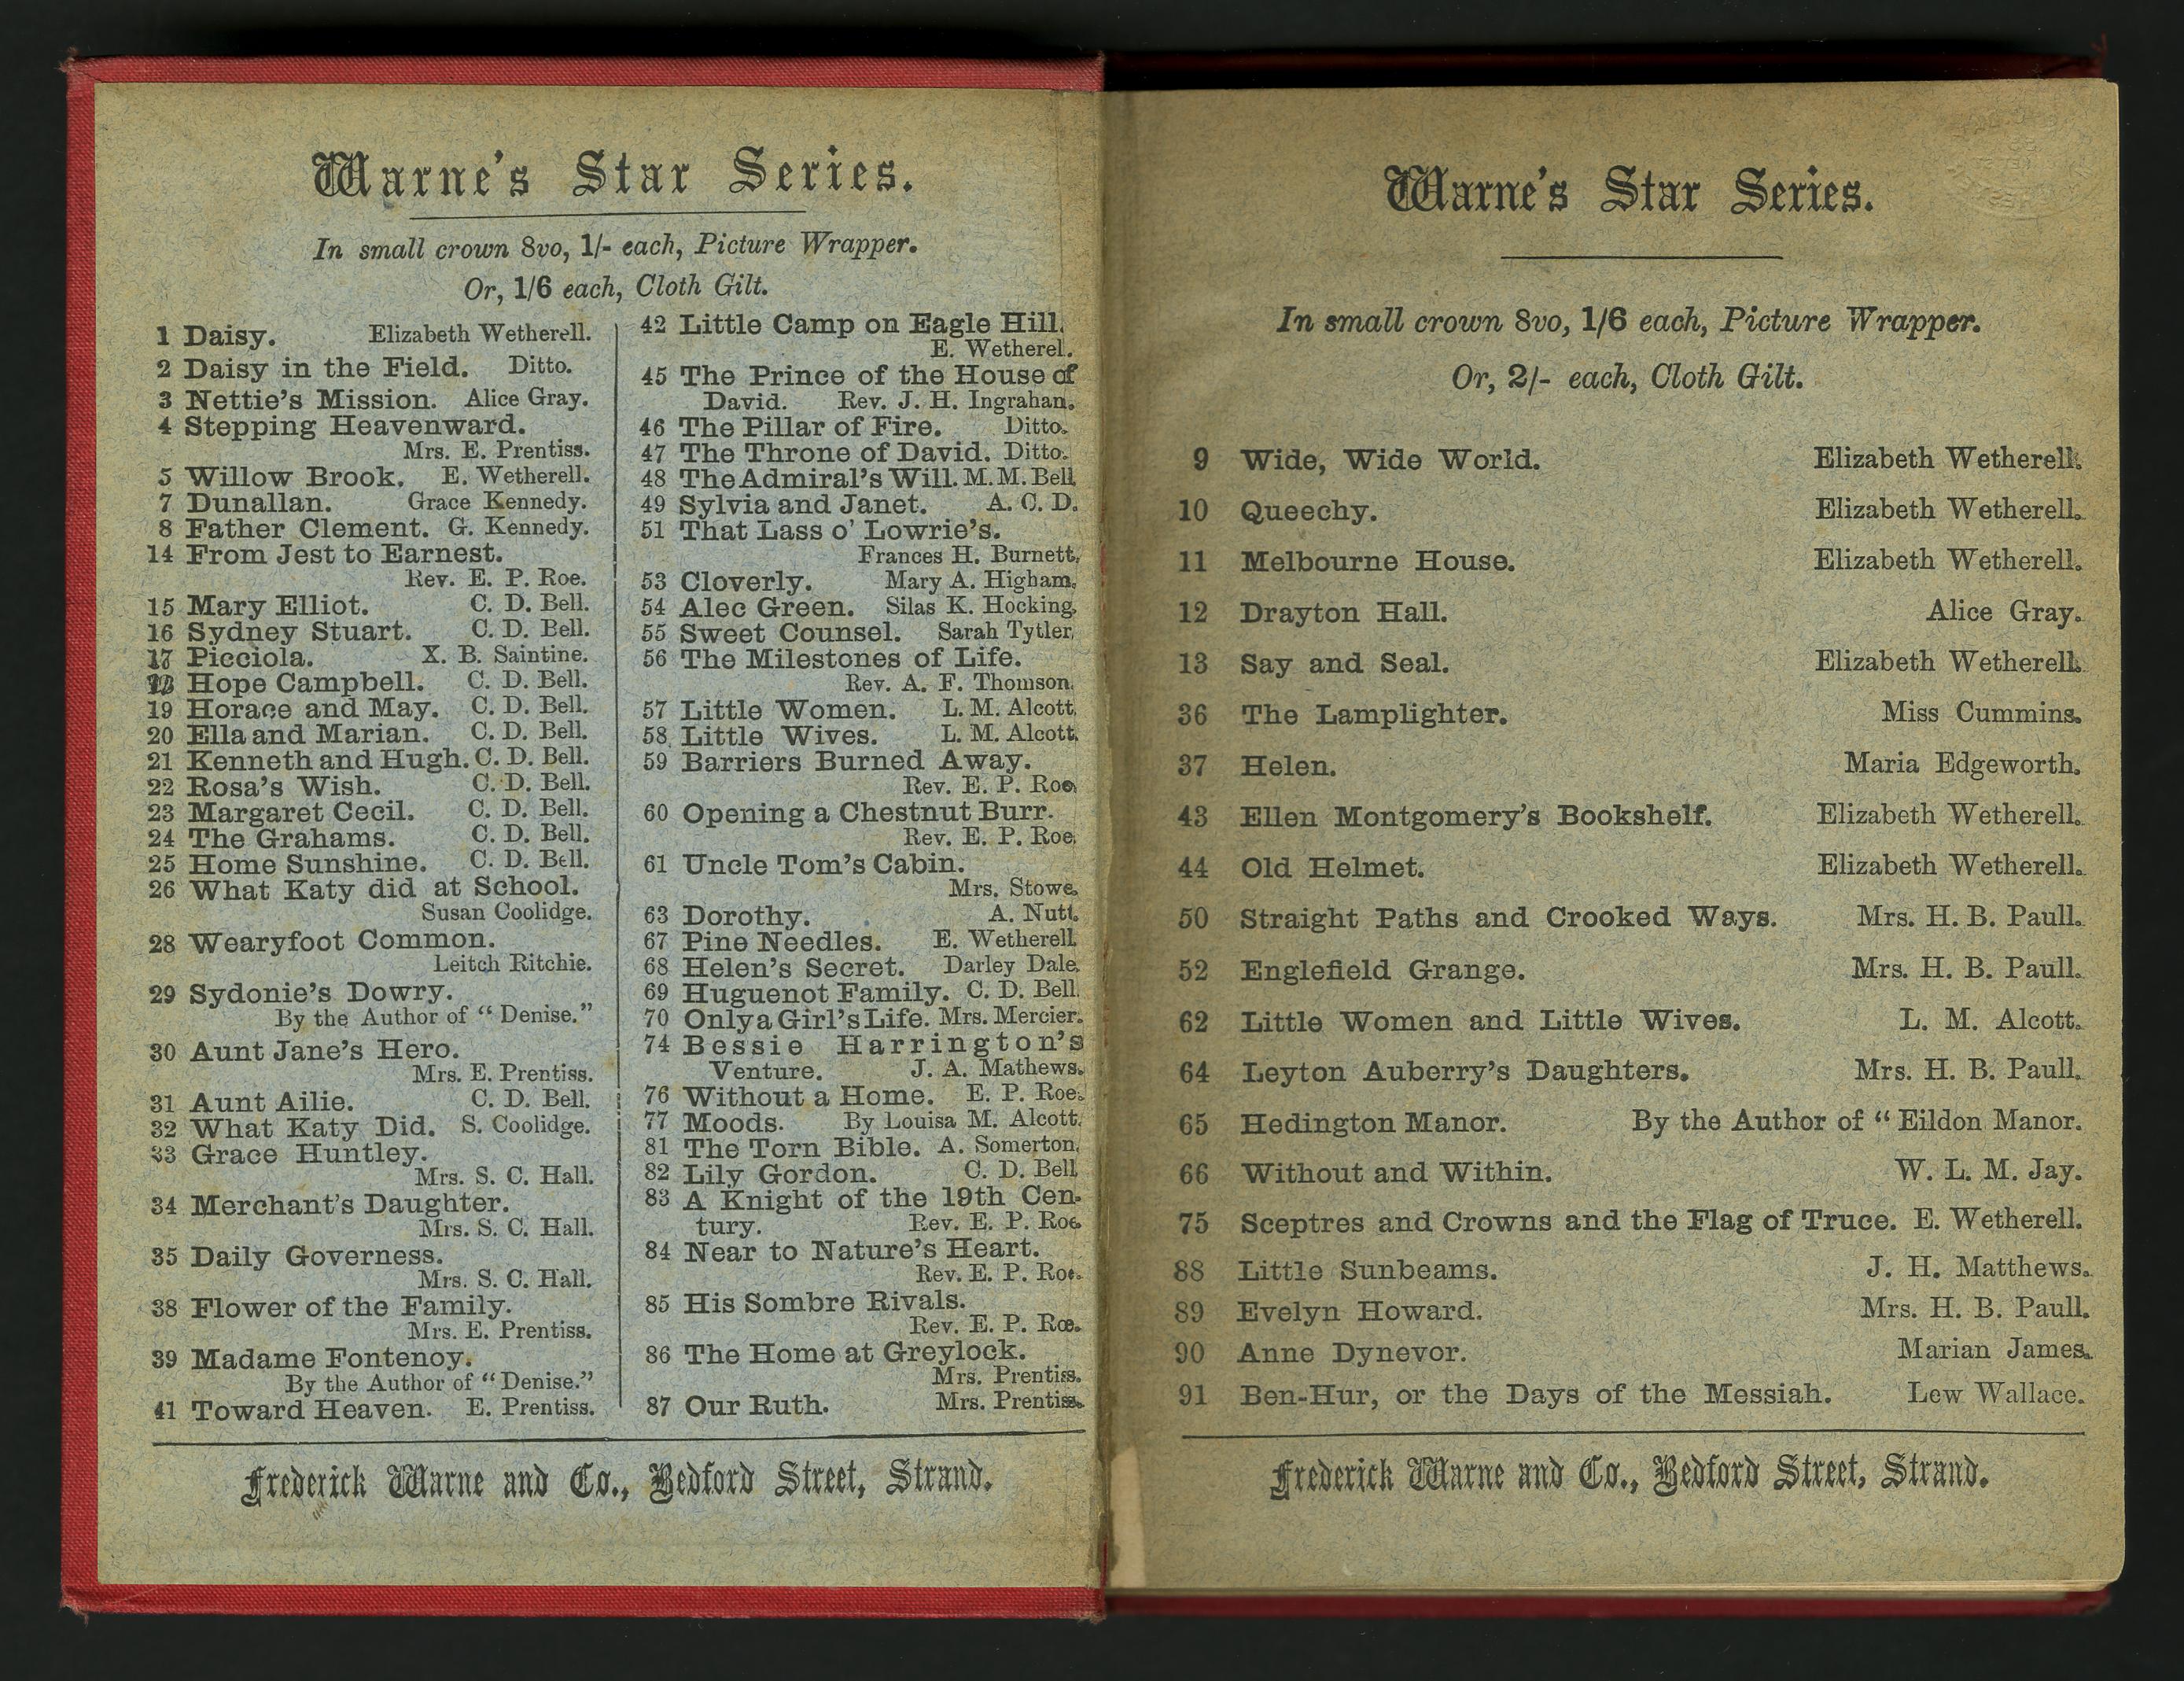 Warne's Star Series.
In small crown 8vo, 1/- each, Picture Wrapper.
Or, 1/6 each, Cloth Gilt.
1 Daisy. Elizabeth Wetherell.
2 Daisy in the Field. Ditto.
3 Nettie's Mission. Alice Gray.
4 Stepping Heavenward.
Mrs. E. Prentiss.
5 Willow Brook. E. Wetherell.
7 Dunallan. Grace Kennedy.
8 Father Clement. G. Kennedy.
14 From Jest to Earnest.
Rev. E. P. Roe.
15 Mary Elliot. C. D. Bell.
16 Sydney Stuart. C. D. Bell.
17 Picciola. X. B. Saintine.
Hope Campbell. C. D. Bell.
19 Horace and May. C. D. Bell.
20 Ella and Marian. C. D. Bell.
21 Kenneth and Hugh. C. D. Bell.
22 Rosa's Wish. C. D. Bell.
23 Margaret Cecil. C. D. Bell.
24 The Grahams. C. D. Bell.
25 Home Sunshine. C. D. Bell.
26 What Katy did at School.
Susan Coolidge.
28 Wearyfoot Common.
Leitch Ritchie.
29 Sydonie's Dowry.
By the Author of "Denise."
30 Aunt Jane's Hero.
Mrs. E. Prentiss.
31 Aunt Ailie. C. D. Bell.
32 What Katy Did. S. Coolidge.
33 Grace Huntley.
Mrs. S. C. Hall.
34 Merchant's Daughter.
Mrs. S. C. Hall.
35 Daily Governess.
Mrs. S. C. Hall.
38 Flower of the Family.
Mrs. E. Prentiss.
39 Madame Fontenoy.
By the Author of "Denise."
41 Toward Heaven. E. Prentiss.
42 Little Camp on Eagle Hill.
E. Wetherel.
45 The Prince of the House of
David. Rev. J. H. Ingrahan.
46 The Pillar of Fire. Ditto.
47 The Throne of David. Ditto.
48 The Admiral's Will. M. M. Bell
49 Sylvia and Janet. A. C. D.
51 That Lass o' Lowrie's.
Frances H. Burnett.
53 Cloverly. Mary A. Higham.
54 Alec Green. Silas K. Hocking.
55 Sweet Counsel. Sarah Tytler.
56 The Milestones of Life.
Rev. A. F. Thomson.
57 Little Women. L. M. Alcott.
58 Little Wives. L. M. Alcott.
59 Barriers Burned Away.
Rev. E. P. Roe.
60 Opening a Chestnut Burr.
Rev. E. P. Roe.
61 Uncle Tom's Cabin.
Mrs. Stowe.
63 Dorothy. A. Nutt.
67 Pine Needles. E. Wetherell.
68 Helen's Secret. Darley Dale.
69 Huguenot Family. C. D. Bell.
70 Only a Girl's Life. Mrs. Mercier.
74 Bessie Harrington's
Venture. J. A. Mathews.
76 Without a Home. E. P. Roe.
77 Moods. By Louisa M. Alcott.
81 The Torn Bible. A. Somerton.
82 Lily Gordon. C. D. Bell
83 A Knight of the 19th Cen-
tury. Rev. E. P. Roe.
84 Near to Nature's Heart.
Rev. E. P. Roe.
85 His Sombre Rivals.
Rev. E. P. Roe.
86 The Home at Greylock.
Mrs. Prentiss.
87 Our Ruth. Mrs. Prentiss.
Frederick Warne and Co., Bedford Street, Strand.
Warne's Star Series.
In small crown 8vo, 1/6 each, Picture Wrapper.
Or, 2/- each, Cloth Gilt.
9 Wide, Wide World. Elizabeth Wetherell.
10 Queechy. Elizabeth Wetherell.
11 Melbourne House. Elizabeth Wetherell.
12 Drayton Hall. Alice Gray.
13 Say and Seal. Elizabeth Wetherell.
36 The Lamplighter. Miss Cummins.
37 Helen. Maria Edgeworth.
43 Ellen Montgomery's Bookshelf. Elizabeth Wetherell.
44 Old Helmet. Elizabeth Wetherell.
50 Straight Paths and Crooked Ways. Mrs. H. B. Paull.
52 Englefield Grange. Mrs. H. B. Paull.
62 Little Women and Little Wives. L. M. Alcott.
64 Leyton Auberry's Daughters. Mrs. H. B. Paull.
65 Hedington Manor. By the Author of "Eildon Manor.
66 Without and Within. W. L. M. Jay.
75 Sceptres and Crowns and the Flag of Truce. E. Wetherell.
88 Little Sunbeams. J. H. Matthews.
89 Evelyn Howard. Mrs. H. B. Paull.
90 Anne Dynevor. Marian James.
91 Ben-Hur, or the Days of the Messiah. Lew Wallace.
Frederick Warne and Co., Bedford Street, Strand.